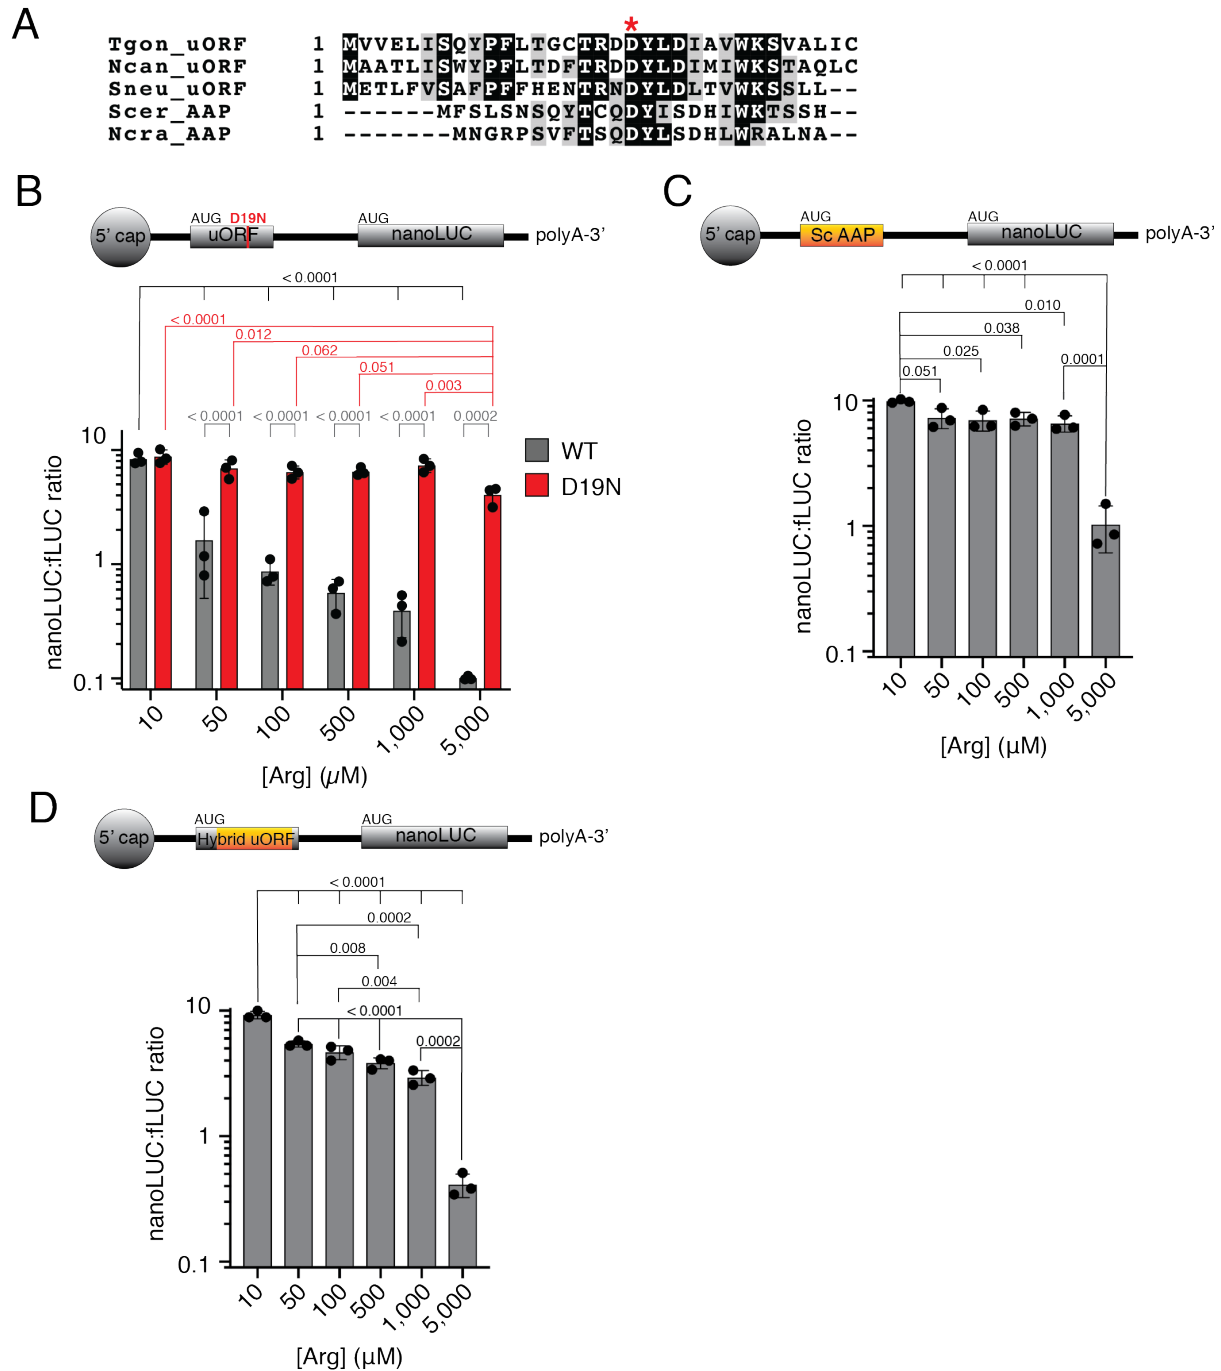 A
*
Tgon_uORF 1 MVVELISQYPFLTGCTRDDYLDIAVWKSVALIC
Ncan_uORF 1 MAATLISWYPFLTDFTRDDYLDIMIWKSTAQLC
Sneu_uORF 1 METLFVSAFPFFHENTRNDYLDLTVWKSSLL--
Scer_AAP 1 ------MFSLSNSQYTCQDYISDHIWKTSSH--
Ncra_AAP 1 -------MNGRPSVFTSQDYLSDHLWRALNA--
B
AUG D19N AUG
5' cap uORF nanoLUC polyA-3'
< 0.0001
< 0.0001
0.012
0.062
0.051
0.003
< 0.0001 < 0.0001 < 0.0001 < 0.0001 0.0002
nanoLUC:fLUC ratio
10
1
0.1
10 50 100 500 1,000 5,000
[Arg] (µM)
WT
D19N
C
AUG AUG
5' cap Sc AAP nanoLUC polyA-3'
< 0.0001
0.010
0.038
0.025
0.051
0.0001
nanoLUC:fLUC ratio
10
1
0.1
10 50 100 500 1,000 5,000
[Arg] (µM)
D
AUG AUG
5' cap Hybrid uORF nanoLUC polyA-3'
< 0.0001
0.0002
0.008
0.004
< 0.0001
0.0002
nanoLUC:fLUC ratio
10
1
0.1
10 50 100 500 1,000 5,000
[Arg] (µM)